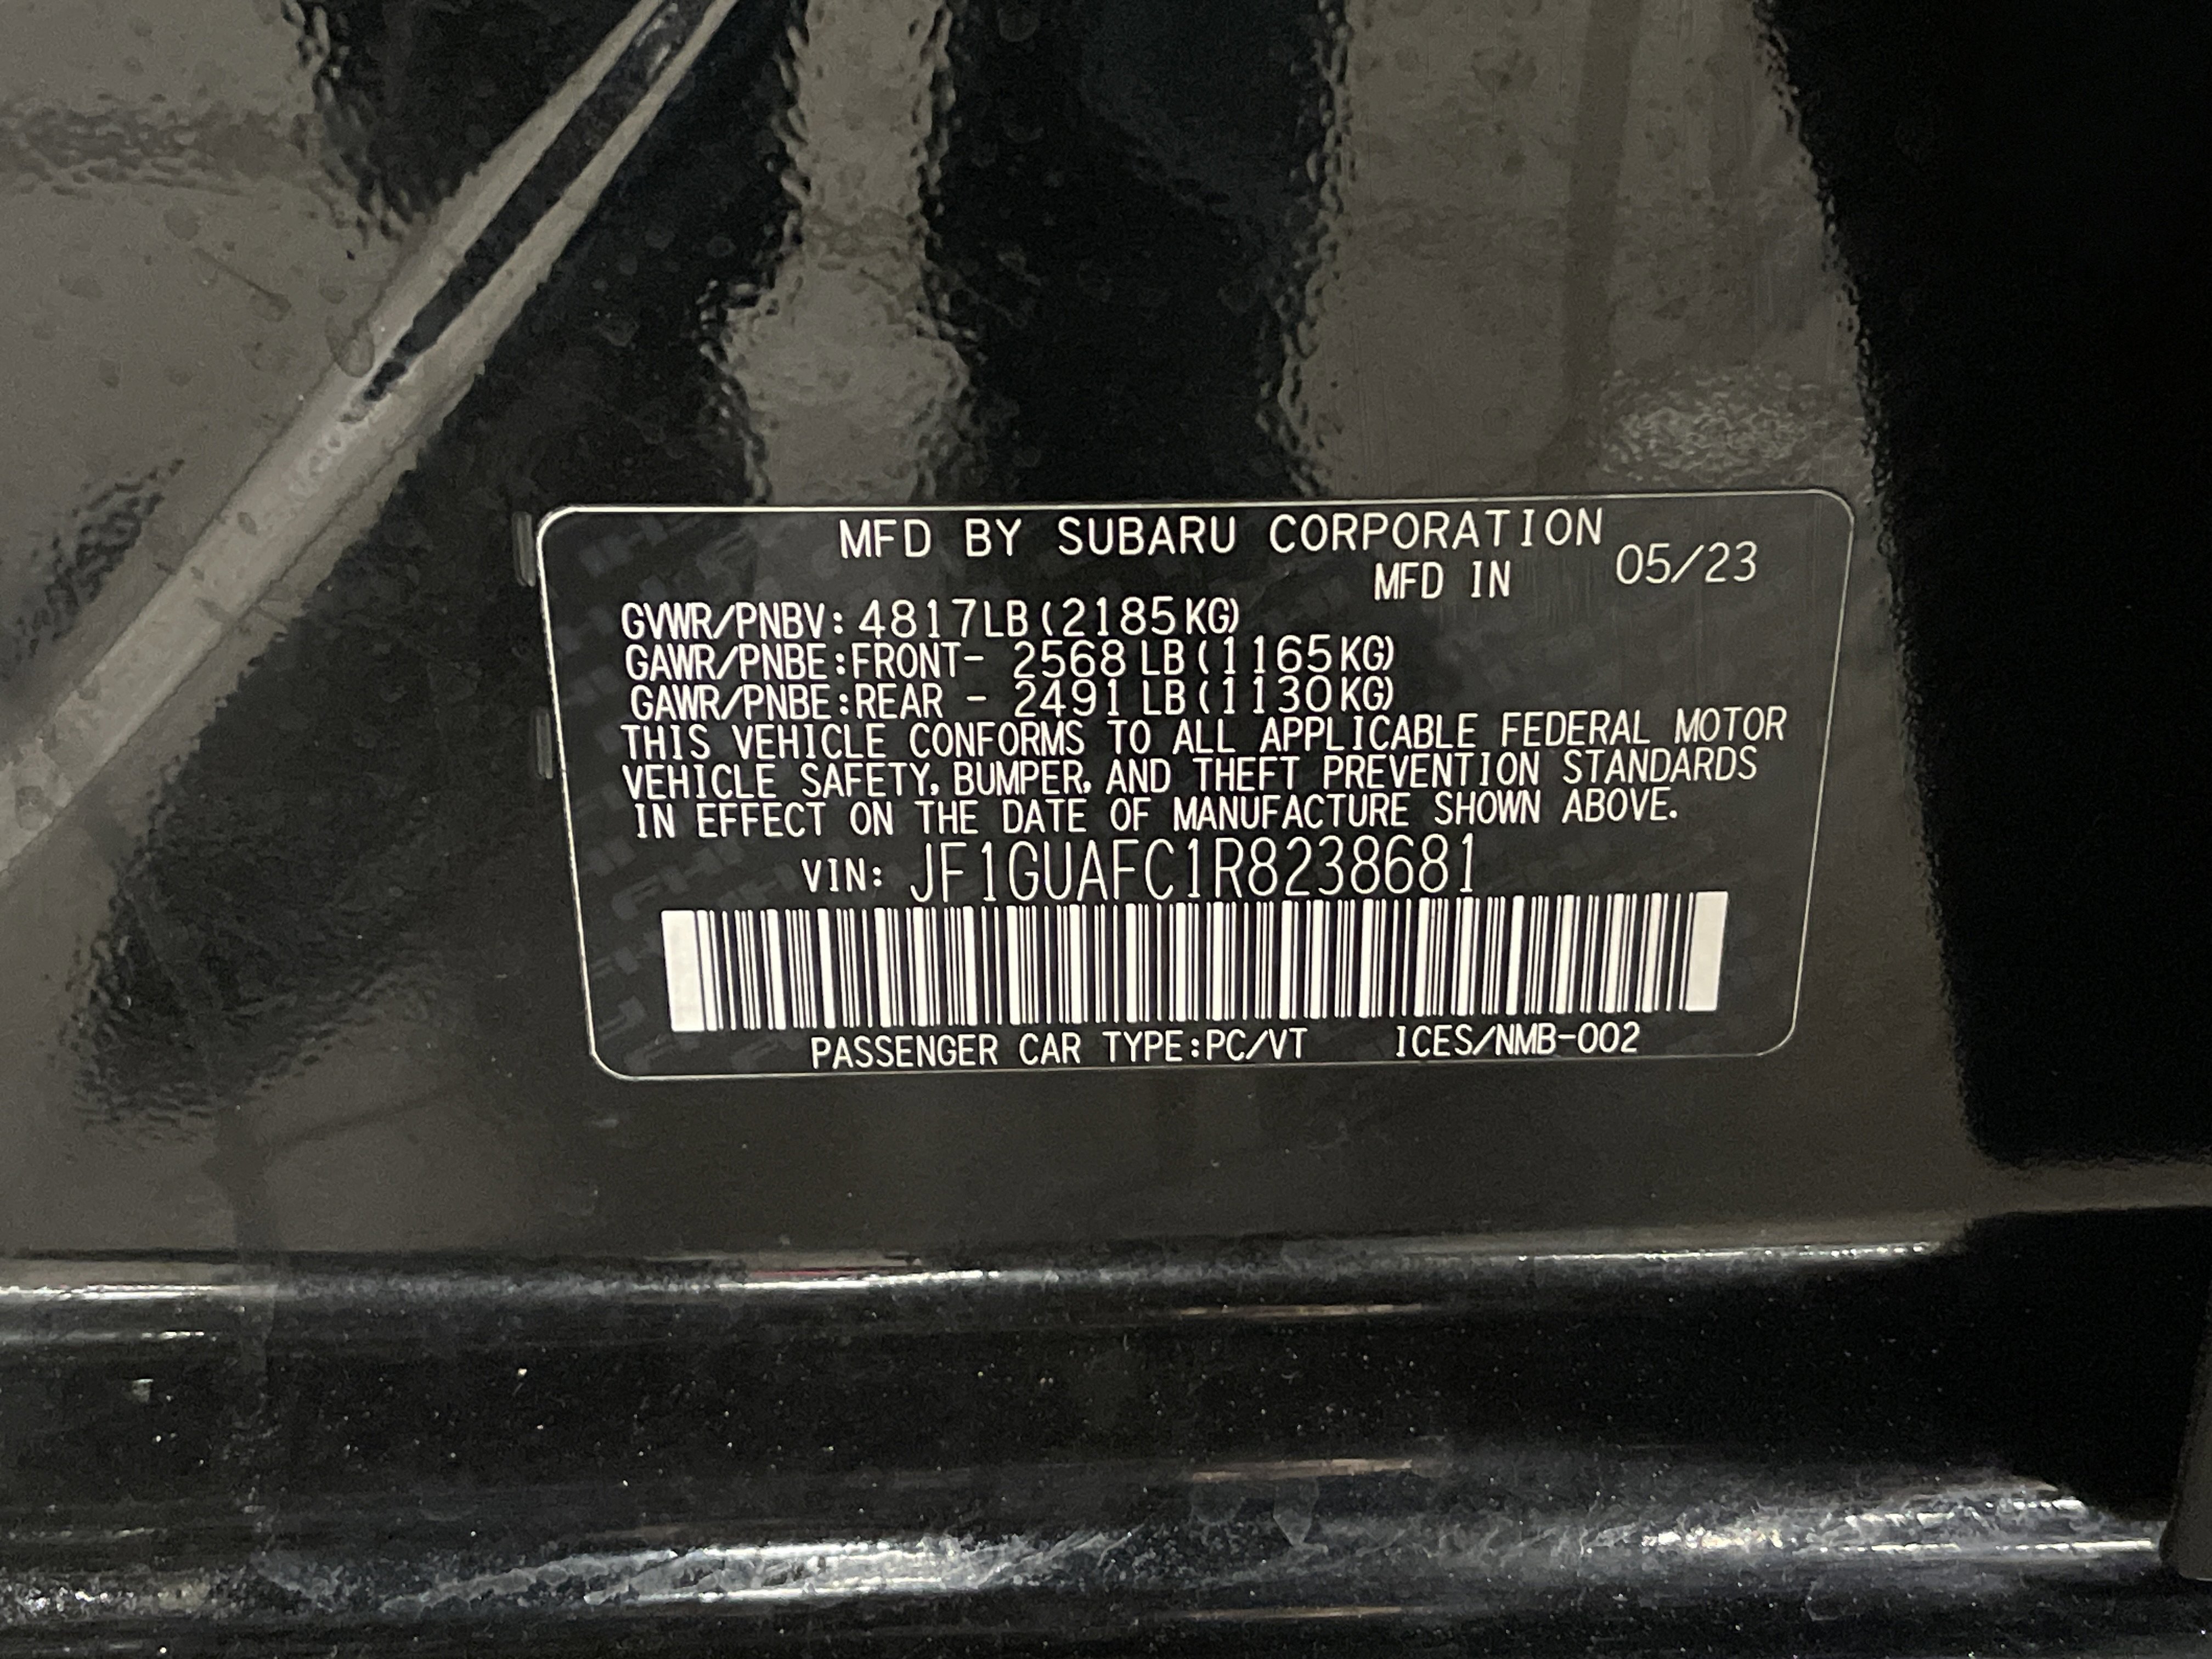 MFD BY SUBARU CORPORATION
MFD IN 05/23
GVWR/PNBV: 4817LB (2185KG)
GAWR/PNBE:FRONT- 2568 LB (1165KG)
GAWR/PNBE:REAR - 2491 LB (1130KG)
THIS VEHICLE CONFORMS TO ALL APPLICABLE FEDERAL MOTOR
VEHICLE SAFETY, BUMPER, AND THEFT PREVENTION STANDARDS
IN EFFECT ON THE DATE OF MANUFACTURE SHOWN ABOVE.
VIN: JF1GUAFC1R8238681
PASSENGER CAR TYPE:PC/VT ICES/NMB-002